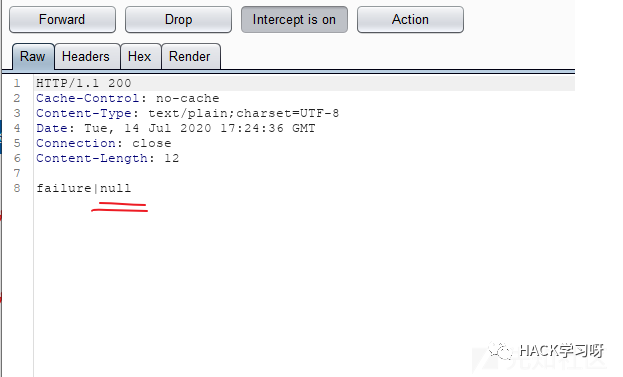 Forward Drop Intercept is on Action
Raw Headers Hex Render
1 HTTP/1.1 200
2 Cache-Control: no-cache
3 Content-Type: text/plain;charset=UTF-8
4 Date: Tue, 14 Jul 2020 17:24:36 GMT
5 Connection: close
6 Content-Length: 12
7
8 failure|null
HACK学习呀